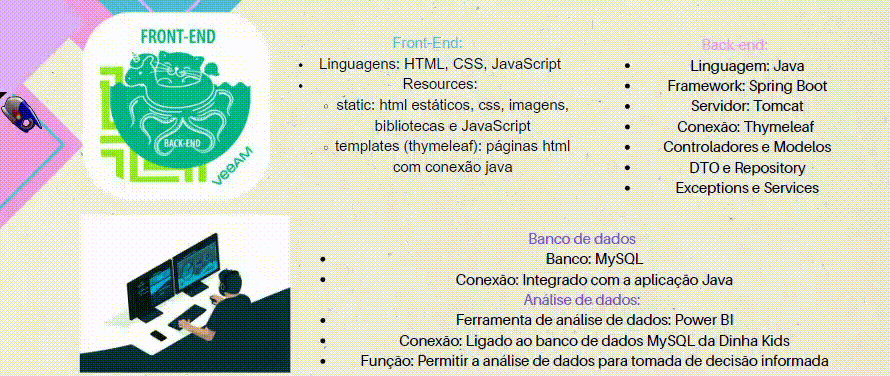 FRONT-END
BACK-END
veeAM
Front-End:
Linguagens: HTML, CSS, JavaScript
Resources:
static: html estáticos, css, imagens,
bibliotecas e JavaScript
templates (thymeleaf): páginas html
com conexão java
Back-end:
Linguagem: Java
Framework: Spring Boot
Servidor: Tomcat
Conexão: Thymeleaf
Controladores e Modelos
DTO e Repository
Exceptions e Services
Banco de dados
Banco: MySQL
Conexão: Integrado com a aplicação Java
Análise de dados:
Ferramenta de análise de dados: Power BI
Conexão: Ligado ao banco de dados MySQL da Dinha Kids
Função: Permitir a análise de dados para tomada de decisão informada